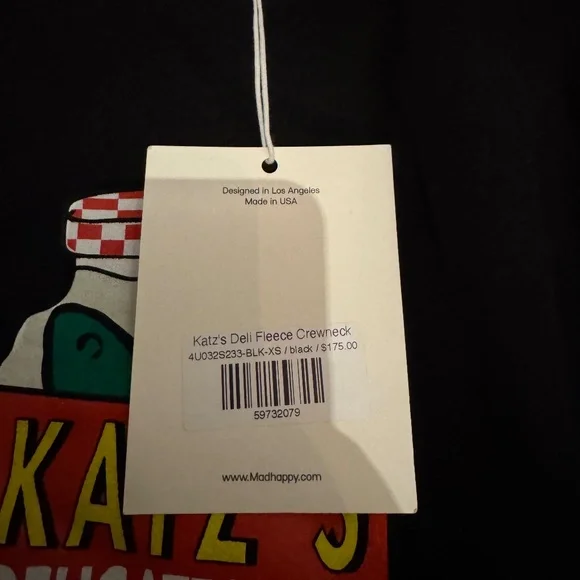 Designed in Los Angeles
Made in USA
Katz's Deli Fleece Crewneck
4U032S233-BLK-XS / black / $175.00
59732079
www.Madhappy.com
KATZ'S